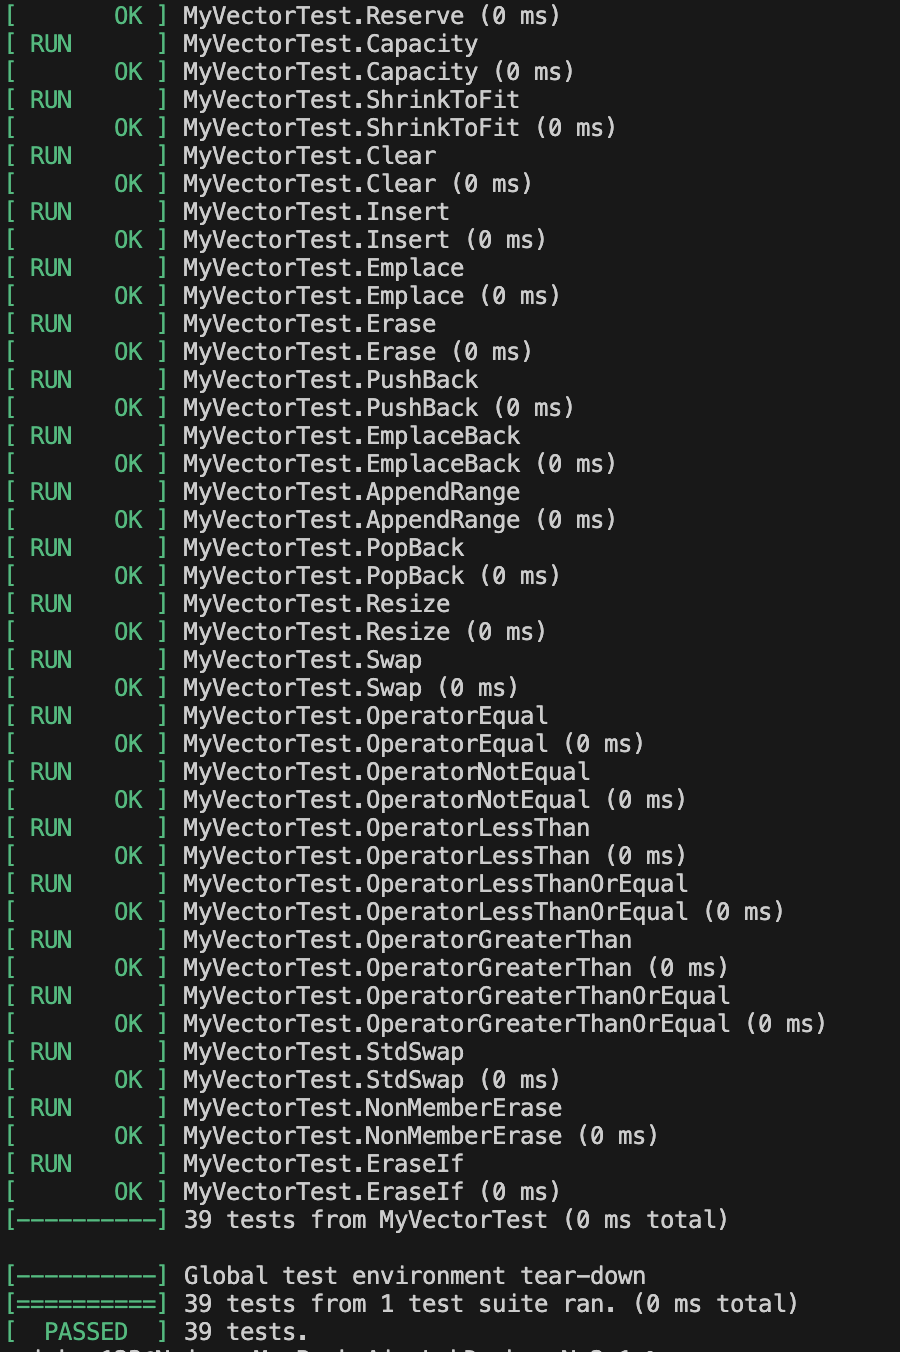 [       OK ] MyVectorTest.Reserve (0 ms)
[ RUN      ] MyVectorTest.Capacity
[       OK ] MyVectorTest.Capacity (0 ms)
[ RUN      ] MyVectorTest.ShrinkToFit
[       OK ] MyVectorTest.ShrinkToFit (0 ms)
[ RUN      ] MyVectorTest.Clear
[       OK ] MyVectorTest.Clear (0 ms)
[ RUN      ] MyVectorTest.Insert
[       OK ] MyVectorTest.Insert (0 ms)
[ RUN      ] MyVectorTest.Emplace
[       OK ] MyVectorTest.Emplace (0 ms)
[ RUN      ] MyVectorTest.Erase
[       OK ] MyVectorTest.Erase (0 ms)
[ RUN      ] MyVectorTest.PushBack
[       OK ] MyVectorTest.PushBack (0 ms)
[ RUN      ] MyVectorTest.EmplaceBack
[       OK ] MyVectorTest.EmplaceBack (0 ms)
[ RUN      ] MyVectorTest.AppendRange
[       OK ] MyVectorTest.AppendRange (0 ms)
[ RUN      ] MyVectorTest.PopBack
[       OK ] MyVectorTest.PopBack (0 ms)
[ RUN      ] MyVectorTest.Resize
[       OK ] MyVectorTest.Resize (0 ms)
[ RUN      ] MyVectorTest.Swap
[       OK ] MyVectorTest.Swap (0 ms)
[ RUN      ] MyVectorTest.OperatorEqual
[       OK ] MyVectorTest.OperatorEqual (0 ms)
[ RUN      ] MyVectorTest.OperatorNotEqual
[       OK ] MyVectorTest.OperatorNotEqual (0 ms)
[ RUN      ] MyVectorTest.OperatorLessThan
[       OK ] MyVectorTest.OperatorLessThan (0 ms)
[ RUN      ] MyVectorTest.OperatorLessThanOrEqual
[       OK ] MyVectorTest.OperatorLessThanOrEqual (0 ms)
[ RUN      ] MyVectorTest.OperatorGreaterThan
[       OK ] MyVectorTest.OperatorGreaterThan (0 ms)
[ RUN      ] MyVectorTest.OperatorGreaterThanOrEqual
[       OK ] MyVectorTest.OperatorGreaterThanOrEqual (0 ms)
[ RUN      ] MyVectorTest.StdSwap
[       OK ] MyVectorTest.StdSwap (0 ms)
[ RUN      ] MyVectorTest.NonMemberErase
[       OK ] MyVectorTest.NonMemberErase (0 ms)
[ RUN      ] MyVectorTest.EraseIf
[       OK ] MyVectorTest.EraseIf (0 ms)
[----------] 39 tests from MyVectorTest (0 ms total)
[----------] Global test environment tear-down
[==========] 39 tests from 1 test suite ran. (0 ms total)
[  PASSED  ] 39 tests.